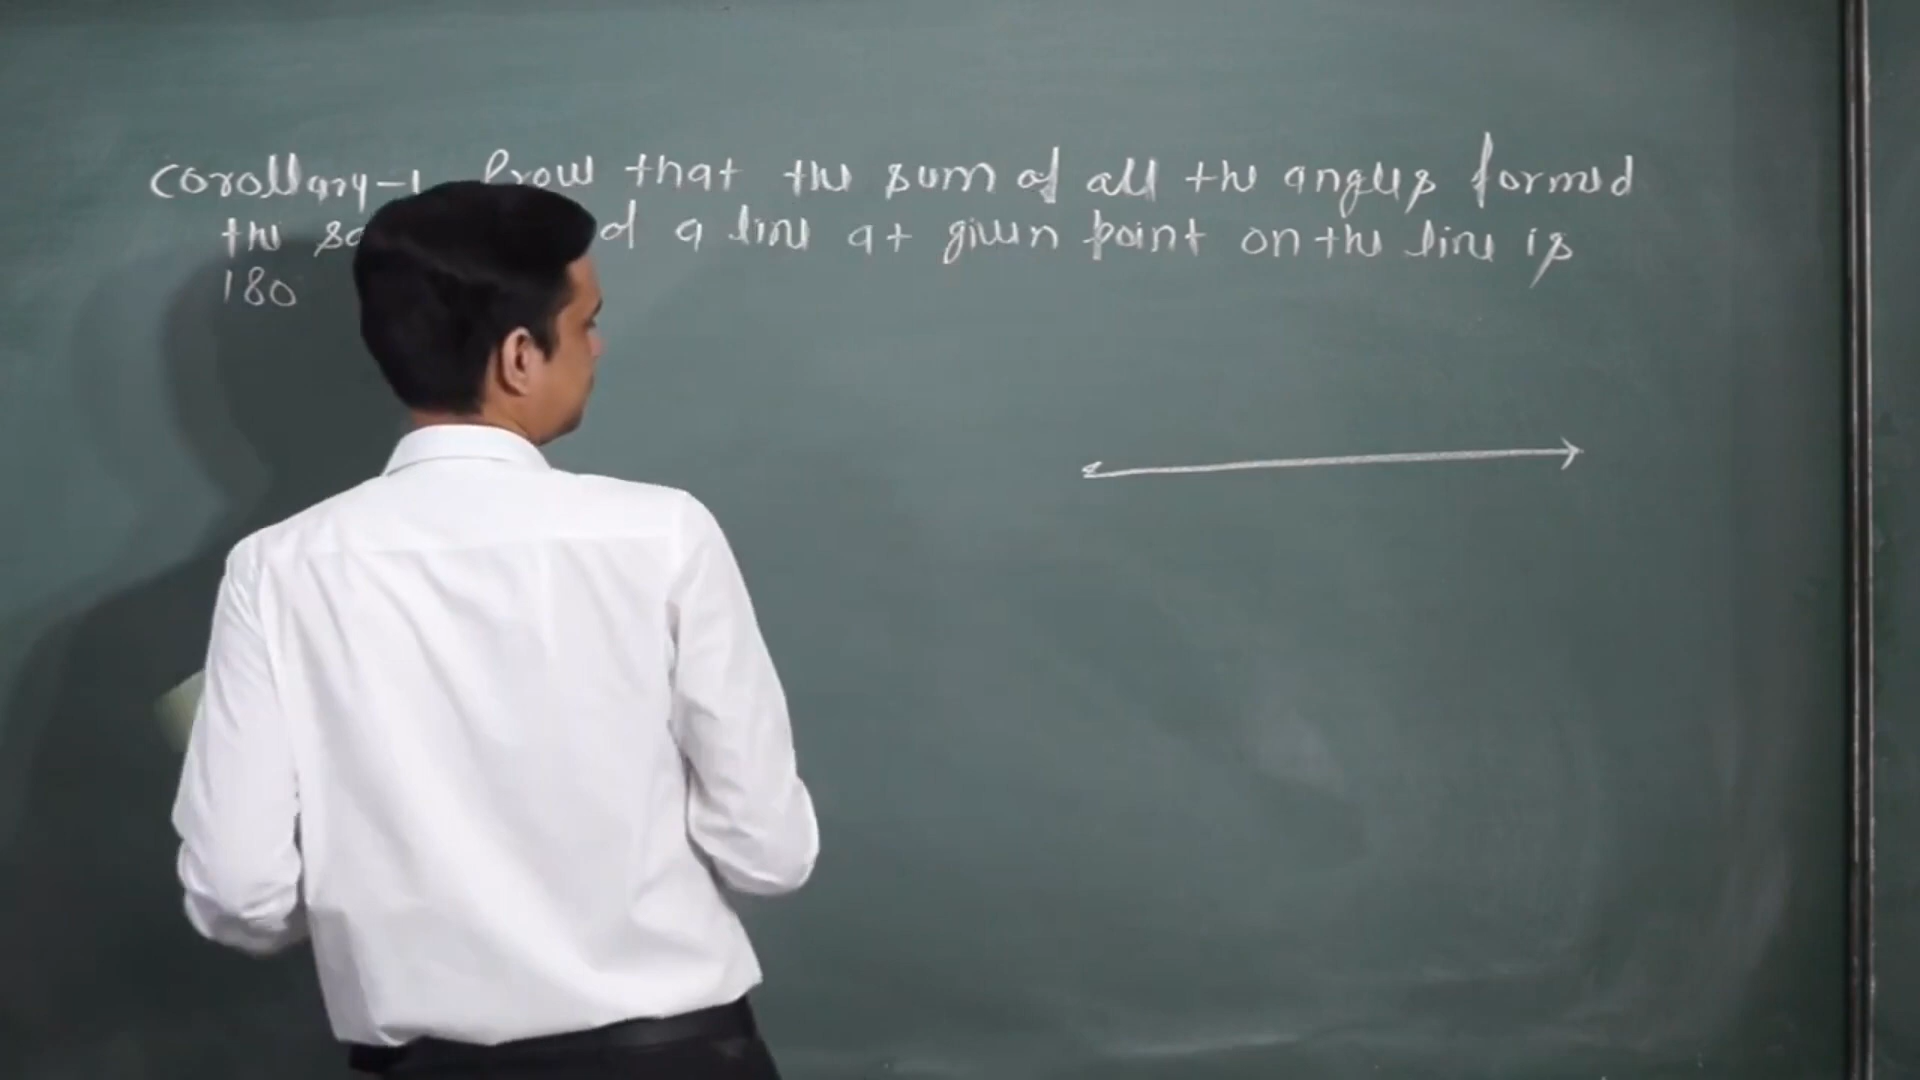 Corollary-1 Prove that the sum of all the angles formed
the of a line at given point on the line is
180